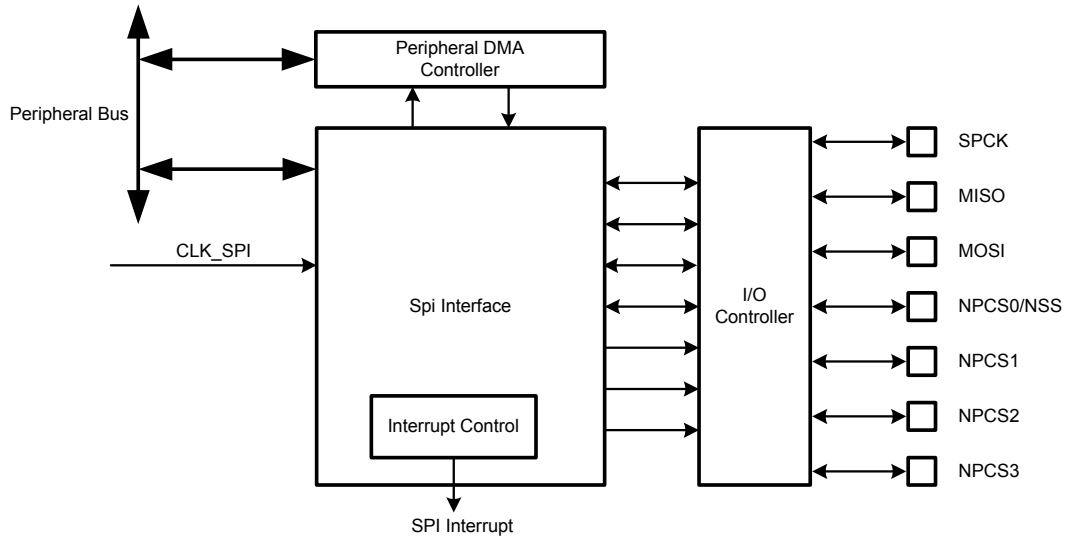 Peripheral DMA
Controller
Peripheral Bus
CLK_SPI
Spi Interface
Interrupt Control
SPI Interrupt
I/O
Controller
SPCK
MISO
MOSI
NPCS0/NSS
NPCS1
NPCS2
NPCS3